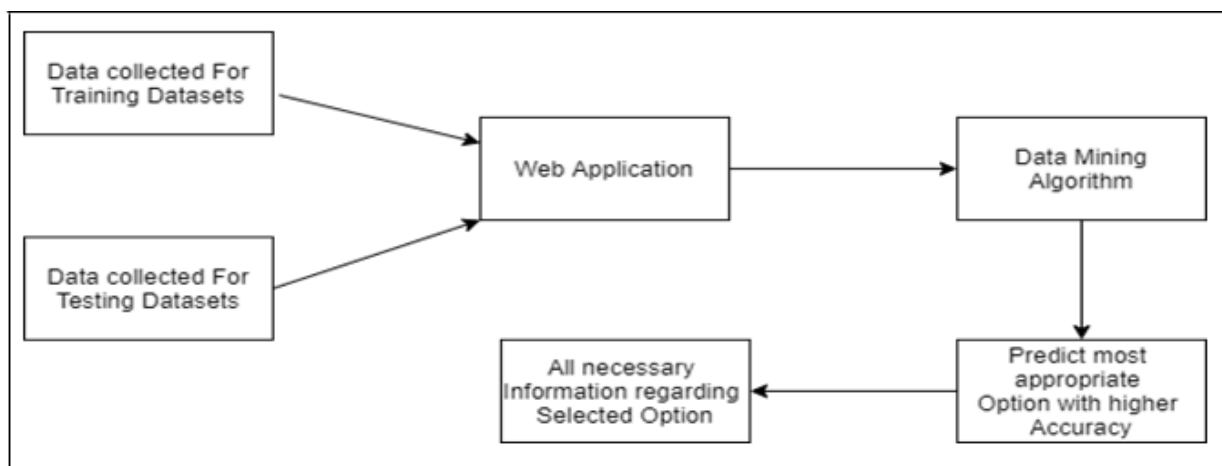 Data collected For
Training Datasets
Data collected For
Testing Datasets
Web Application
Data Mining
Algorithm
Predict most
appropriate
Option with higher
Accuracy
All necessary
Information regarding
Selected Option